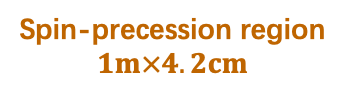 Spin-precession region
1m×4. 2cm